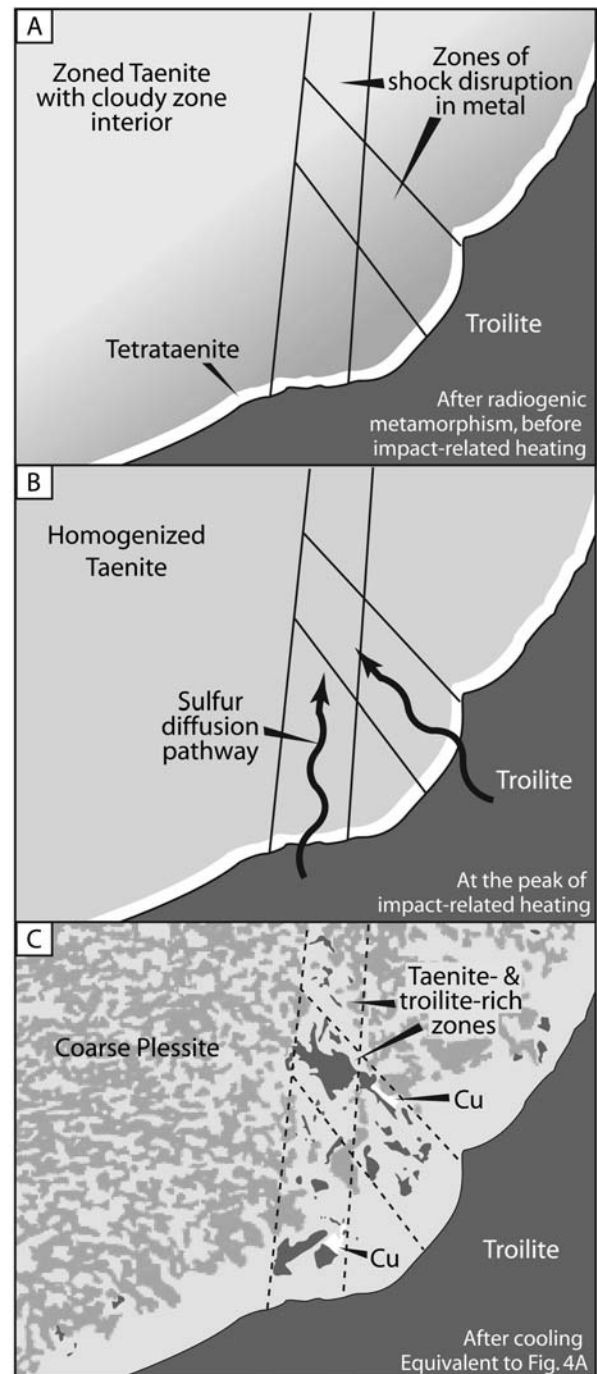 A
Zoned Taenite
with cloudy zone
interior
Zones of
shock disruption
in metal
Tetrataenite
Troilite
After radiogenic
metamorphism, before
impact-related heating
B
Homogenized
Taenite
Sulfur
diffusion
pathway
Troilite
At the peak of
impact-related heating
C
Taenite- &
troilite-rich
zones
Coarse Plessite
Cu
Cu
Troilite
After cooling
Equivalent to Fig. 4A